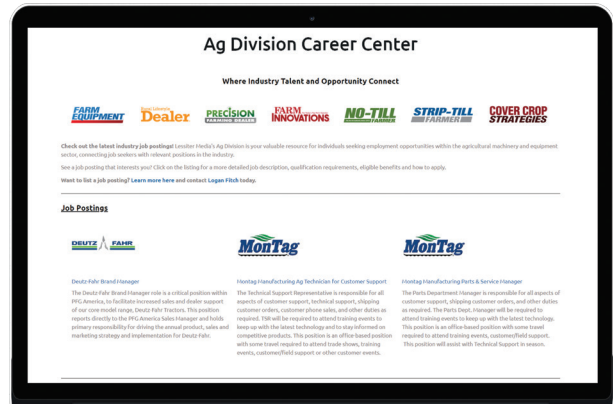 Ag Division Career Center
Where Industry Talent and Opportunity Connect
FARM EQUIPMENT
Rural Lifestyle Dealer
PRECISION FARMING DEALER
FARM INNOVATIONS
NO-TILL FARMER
STRIP-TILL FARMER
COVER CROP STRATEGIES
Check out the latest industry job postings! Lessiter Media's Ag Division is your valuable resource for individuals seeking employment opportunities within the agricultural machinery and equipment
sector, connecting job seekers with relevant positions in the industry.
See a job posting that interests you? Click on the listing for a more detailed job description, qualification requirements, eligible benefits and how to apply.
Want to list a job posting? Learn more here and contact Logan Fitch today.
Job Postings
DEUTZ FAHR
Deutz-Fahr Brand Manager
The Deutz-Fahr Brand Manager role is a critical position within
PFG America, to facilitate increased sales and dealer support
of our core model range, Deutz-Fahr Tractors. This position
reports directly to the PFG America Sales Manager and holds
primary responsibility for driving the annual product, sales and
marketing strategy and implementation for Deutz-Fahr.
MonTag
Montag Manufacturing Ag Technician for Customer Support
The Technical Support Representative is responsible for all
aspects of customer support, technical support, shipping
customer orders, customer phone sales, and other duties as
required. TSR will be required to attend training events to
keep up with the latest technology and to stay informed on
competitive products. This position is an office based position
with some travel required to attend trade shows, training
events, customer/field support or other customer events.
MonTag
Montag Manufacturing Parts & Service Manager
The Parts Department Manager is responsible for all aspects of
customer support, shipping customer orders, and other duties
as required. The Parts Dept. Manager will be required to
attend training events to keep up with the latest technology.
This position is an office-based position with some travel
required to attend training events, customer/field support.
This position will assist with Technical Support in season.